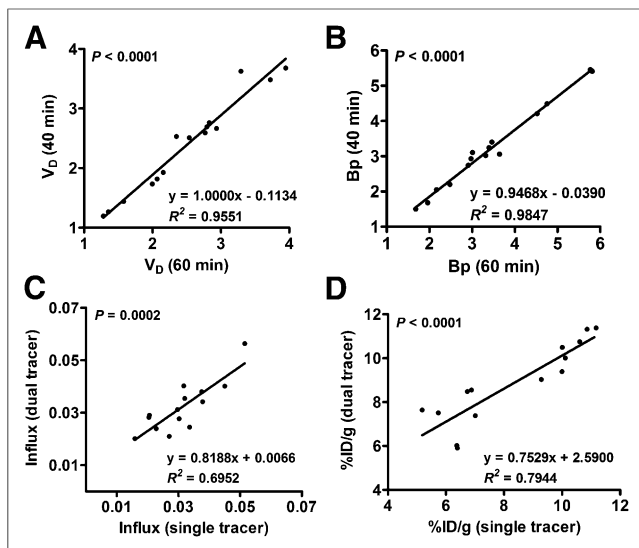 A
P < 0.0001
4
3
2
1
1
2
3
4
V_D (40 min)
V_D (60 min)
y = 1.0000x - 0.1134
R² = 0.9551
B
P < 0.0001
6
5
4
3
2
1
1
2
3
4
5
6
Bp (40 min)
Bp (60 min)
y = 0.9468x - 0.0390
R² = 0.9847
C
P = 0.0002
0.07
0.05
0.03
0.01
0.01
0.03
0.05
0.07
Influx (dual tracer)
Influx (single tracer)
y = 0.8188x + 0.0066
R² = 0.6952
D
P < 0.0001
12
10
8
6
4
4
6
8
10
12
%ID/g (dual tracer)
%ID/g (single tracer)
y = 0.7529x + 2.5900
R² = 0.7944